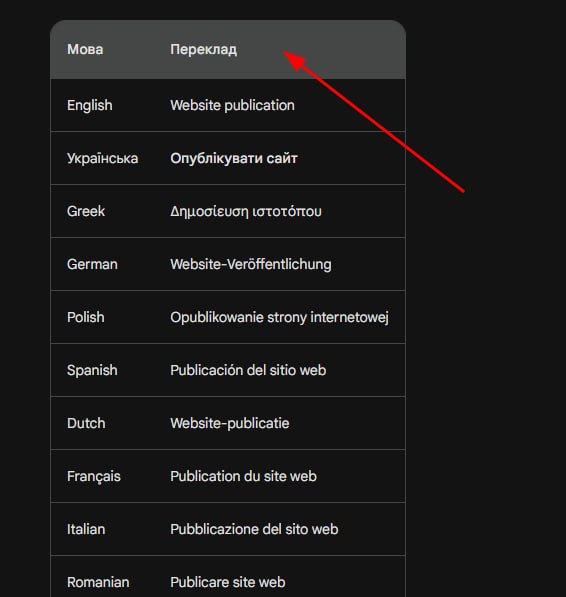 Мова Переклад
English Website publication
Українська Опублікувати сайт
Greek Δημοσίευση ιστοτόπου
German Website-Veröffentlichung
Polish Opublikowanie strony internetowej
Spanish Publicación del sitio web
Dutch Website-publicatie
Français Publication du site web
Italian Pubblicazione del sito web
Romanian Publicare site web